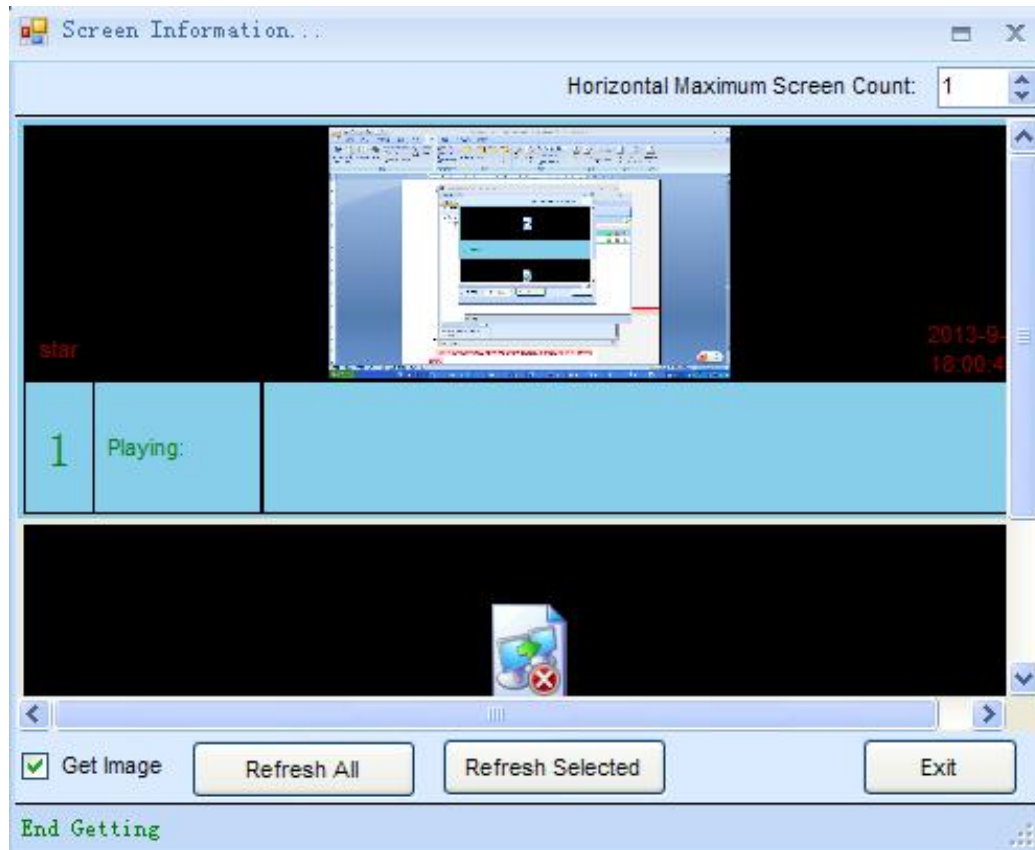 Screen Information...
Horizontal Maximum Screen Count: 1
star
2013-9-
18:00:4
1 Playing:
Get Image Refresh All Refresh Selected Exit
End Getting